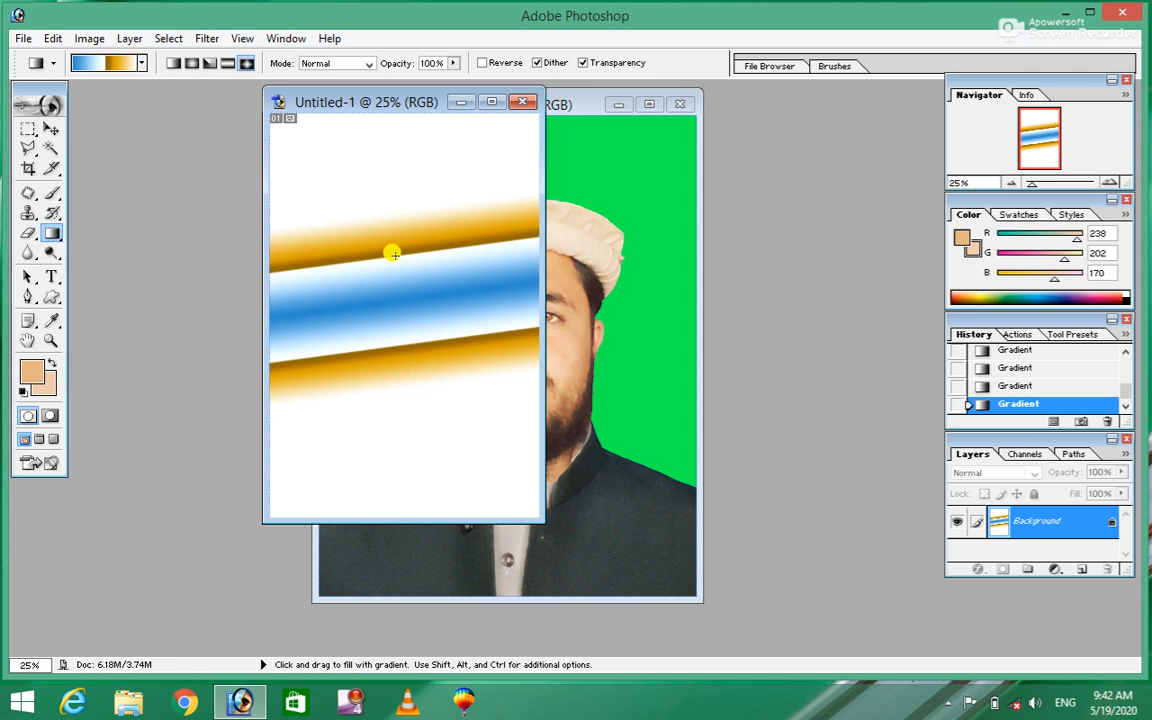 Adobe Photoshop
Apowersoft
Screen Recorder
File Edit Image Layer Select Filter View Window Help
Mode: Normal Opacity: 100% Reverse Dither Transparency File Browser Brushes
Untitled-1 @ 25% (RGB)
RGB)
01
Navigator Info
25%
Color Swatches Styles
R 238
G 202
B 170
History Actions Tool Presets
Gradient
Gradient
Gradient
Gradient
Layers Channels Paths
Normal Opacity: 100%
Lock: Fill: 100%
Background
T
25% Doc: 6.18M/3.74M Click and drag to fill with gradient. Use Shift, Alt, and Ctrl for additional options.
4
ENG
9:42 AM
5/19/2020